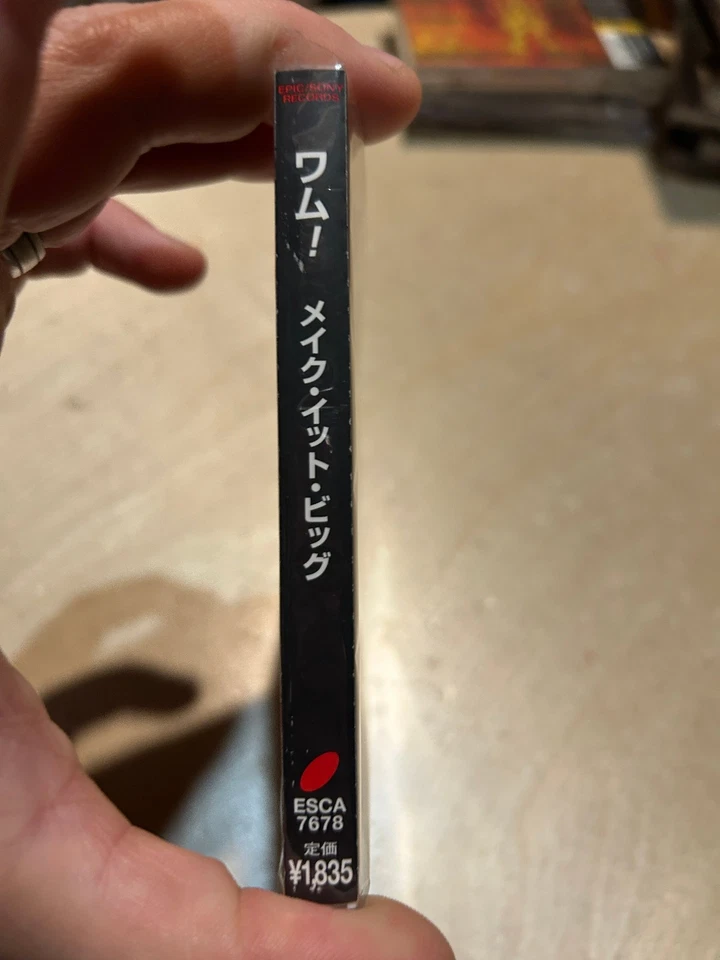 EPIC/SONY
RECORDS
ワム!
メイク・イット・ビッグ
ESCA
7678
定価
¥1,835